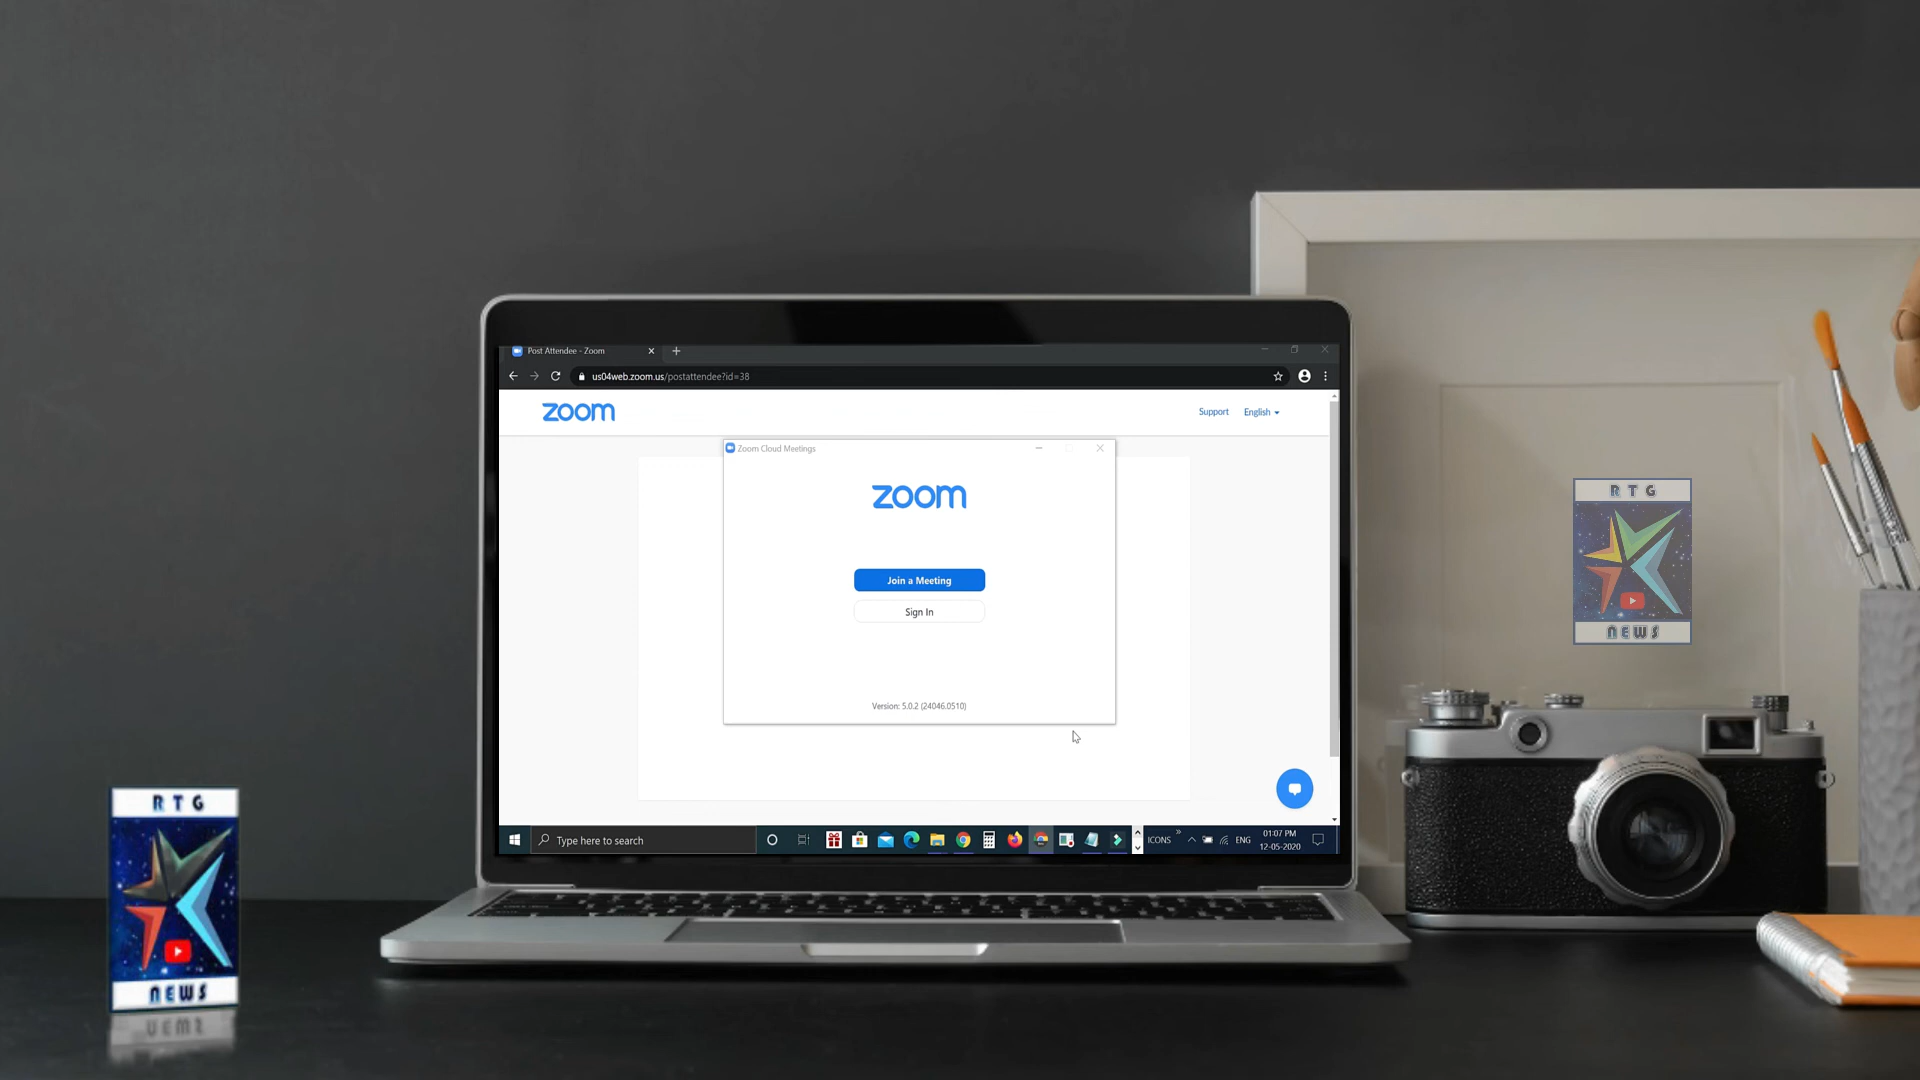 Post Attendee - Zoom
us04web.zoom.us/postattendee?id=38
zoom
Support
English
Zoom Cloud Meetings
zoom
Join a Meeting
Sign In
Version: 5.0.2 (24046.0510)
Type here to search
ICONS
ENG
01:07 PM
12-05-2020
RTG
NEWS
RTG
NEWS